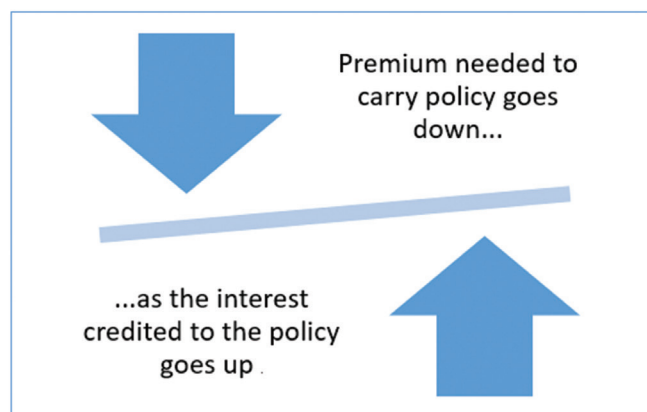 Premium needed to
carry policy goes
down...
...as the interest
credited to the policy
goes up .